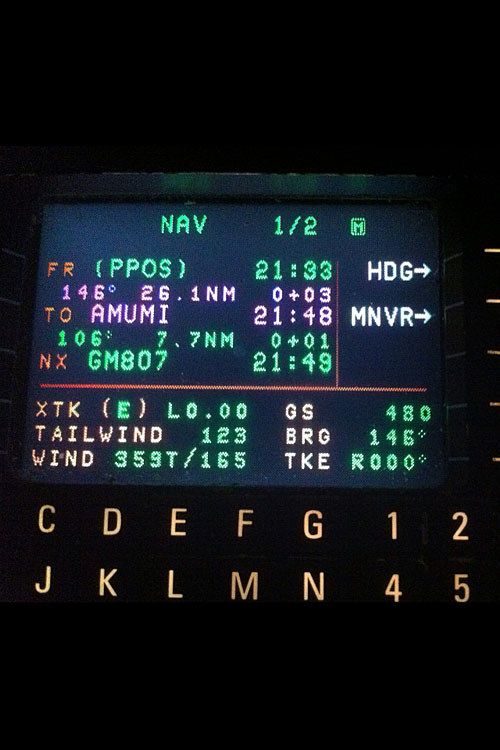 NAV 1/2 M
FR (PPOS) 21:33 HDG→
146° 26.1NM 0+03
TO AMUMI 21:48 MNVR→
106° 7.7NM 0+01
NX GM807 21:49
XTK (E) L0.00 GS 480
TAILWIND 123 BRG 146°
WIND 359T/165 TKE R000°
C D E F G 1 2
J K L M N 4 5